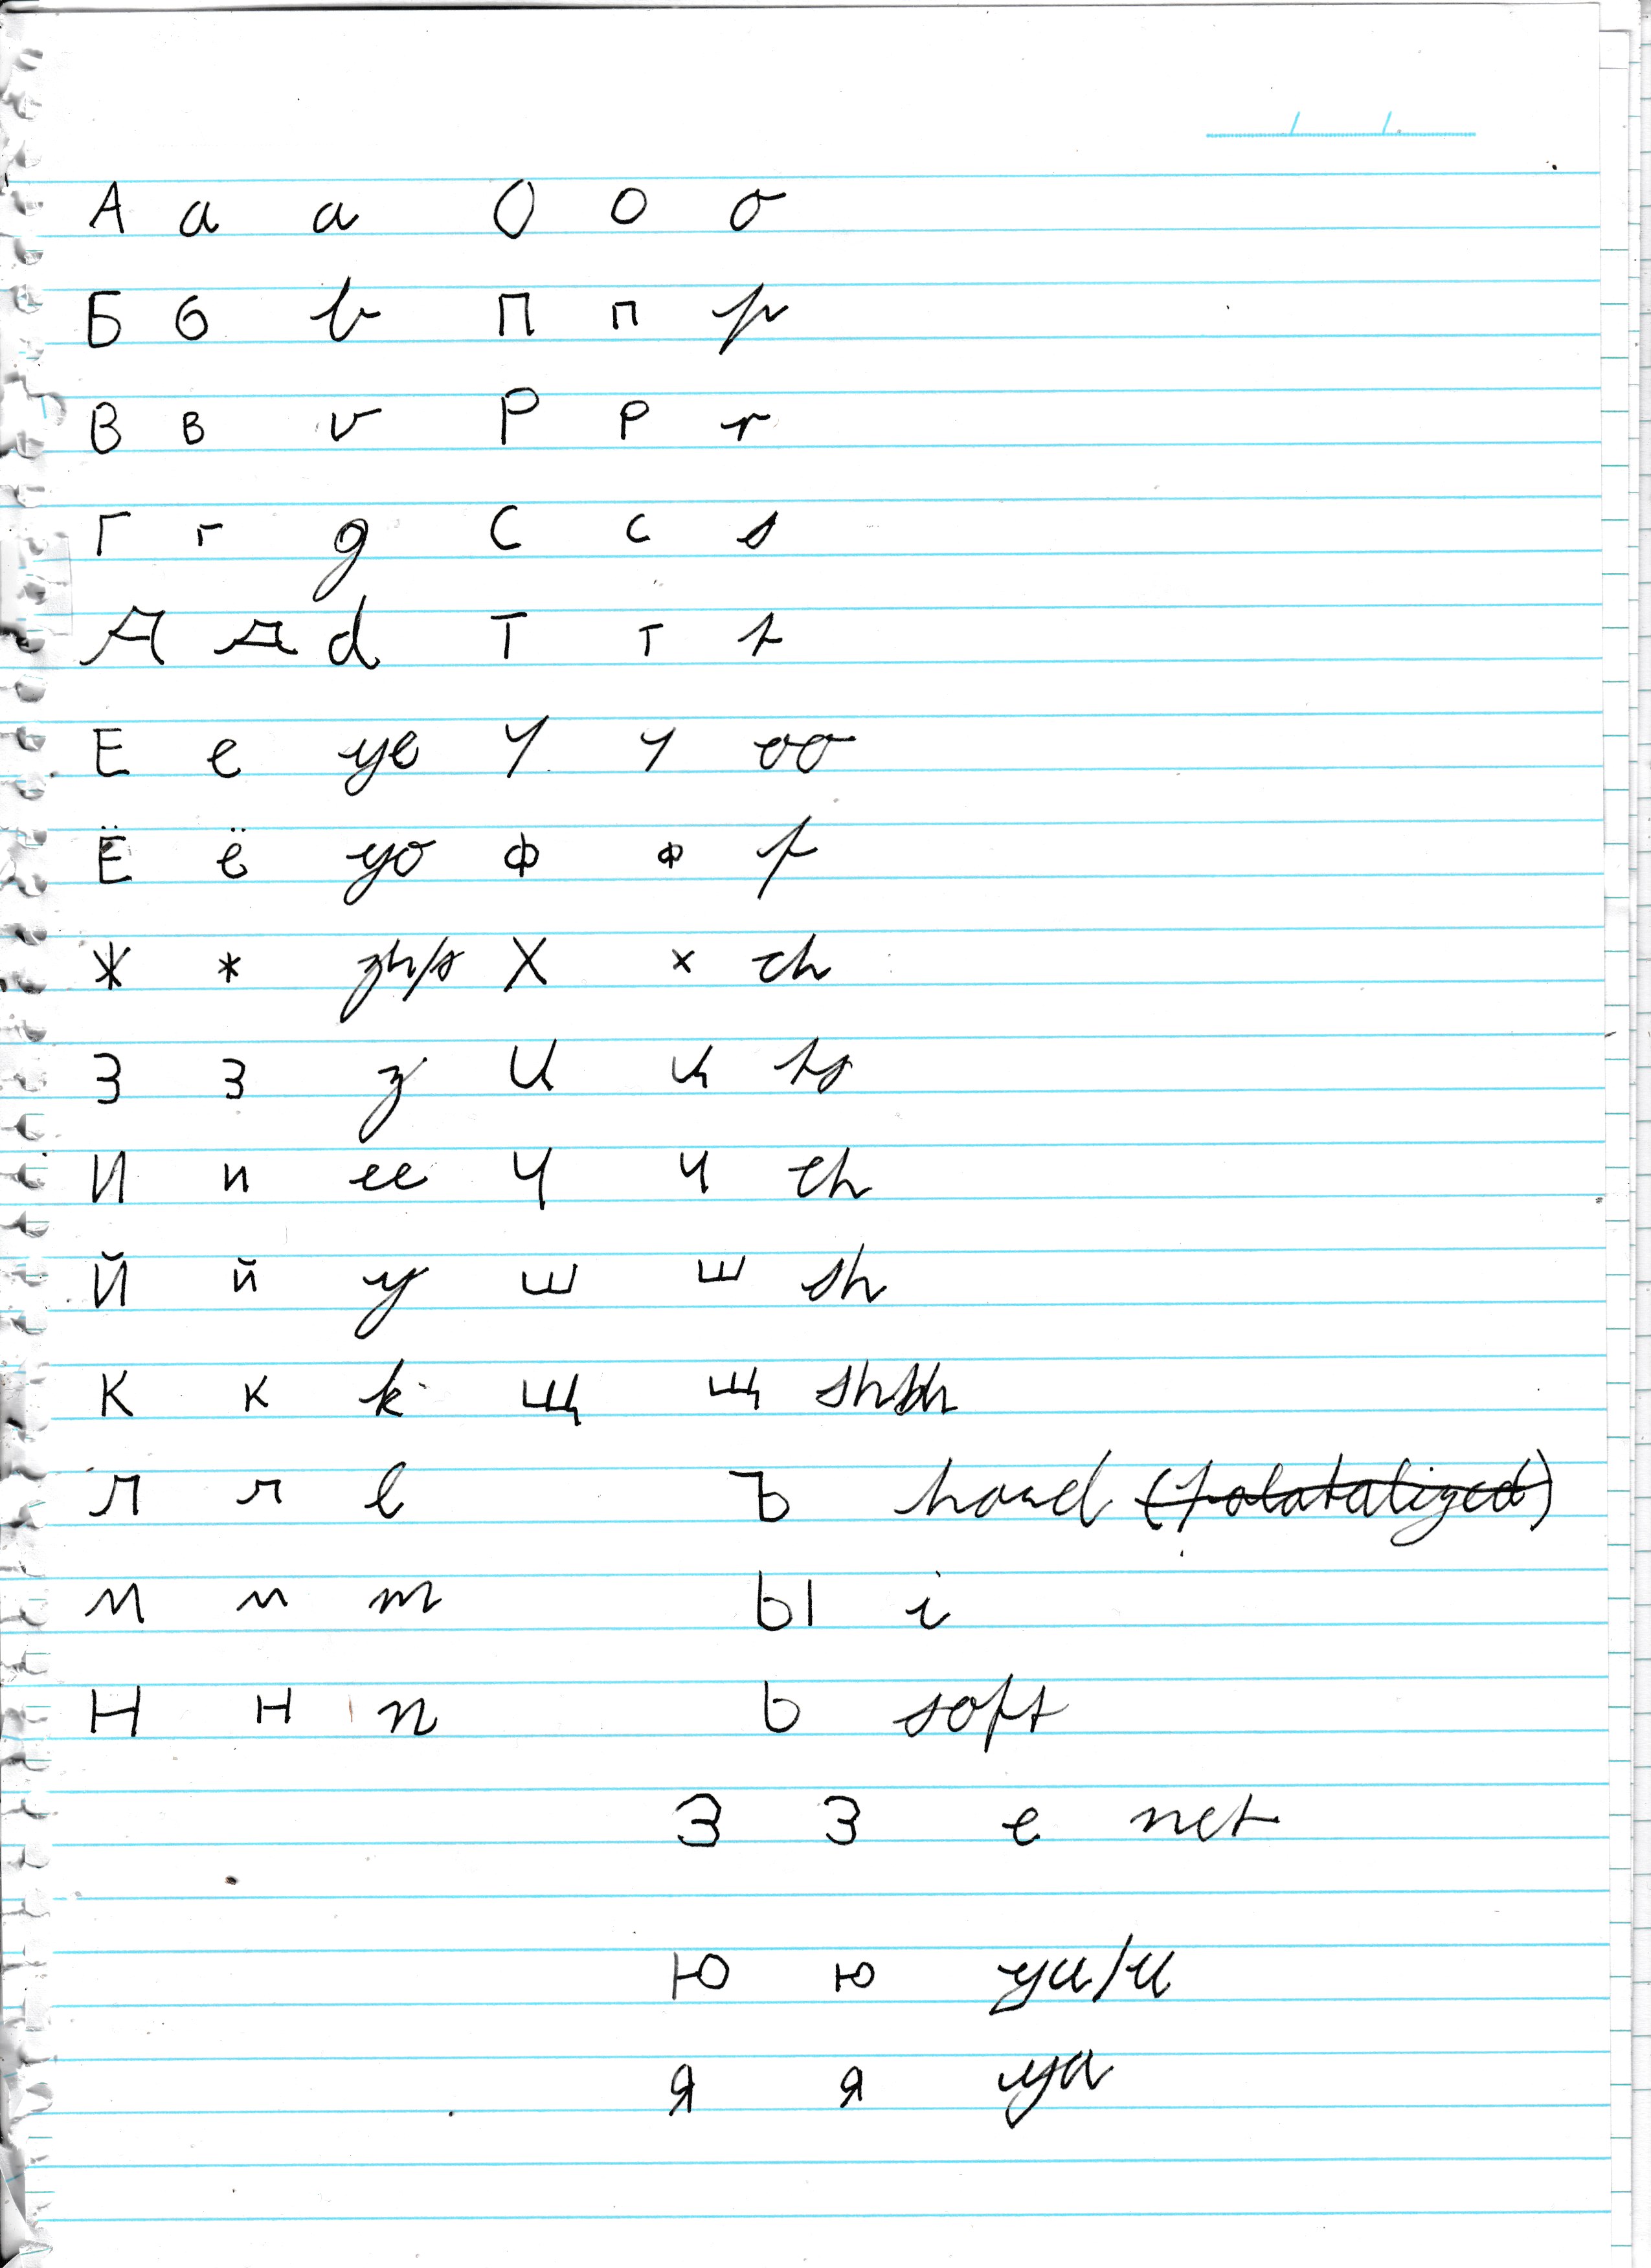 А а a О о o
Б б b П п p
В в v Р р r
Г г g С с s
Д д d Т т t
Е е ye У у oo
Ё ё yo Ф ф f
Ж ж zh/s Х х ch
З з z Ц ц ts
И и ee Ч ч ch
Й й y Ш ш sh
К к k Щ щ shsh
Л л l Ъ hard (palatalized)
М м m Ы i
Н н n Ь soft
З З e net
Ю ю yu/u
Я я ya